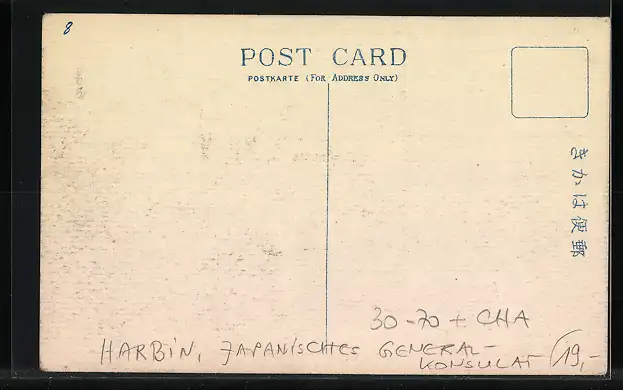 8
POST CARD
POSTKARTE (FOR ADDRESS ONLY)
きかは便郵
30-70 + CHA
HARBIN, JAPANISCHES GENERAL-
KONSULAT (19,-